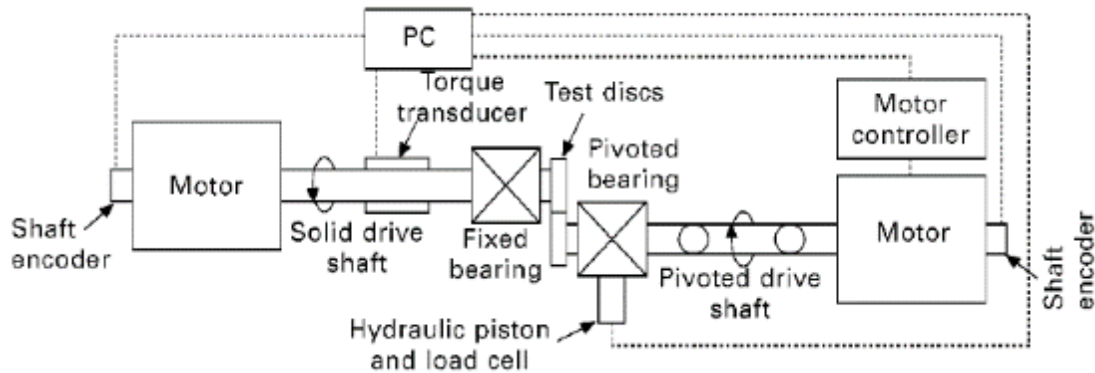 PC
Torque
transducer
Test discs
Motor
controller
Pivoted
bearing
Motor
Motor
Shaft
encoder
Solid drive
shaft
Fixed
bearing
Pivoted drive
shaft
Shaft
encoder
Hydraulic piston
and load cell